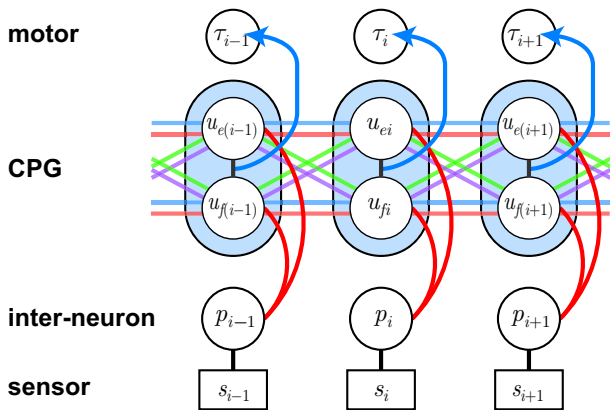 motor τ_{i−1} τ_i τ_{i+1}
u_{e(i−1)} u_{ei} u_{e(i+1)}
CPG
u_{f(i−1)} u_{fi} u_{f(i+1)}
inter-neuron p_{i−1} p_i p_{i+1}
sensor s_{i−1} s_i s_{i+1}